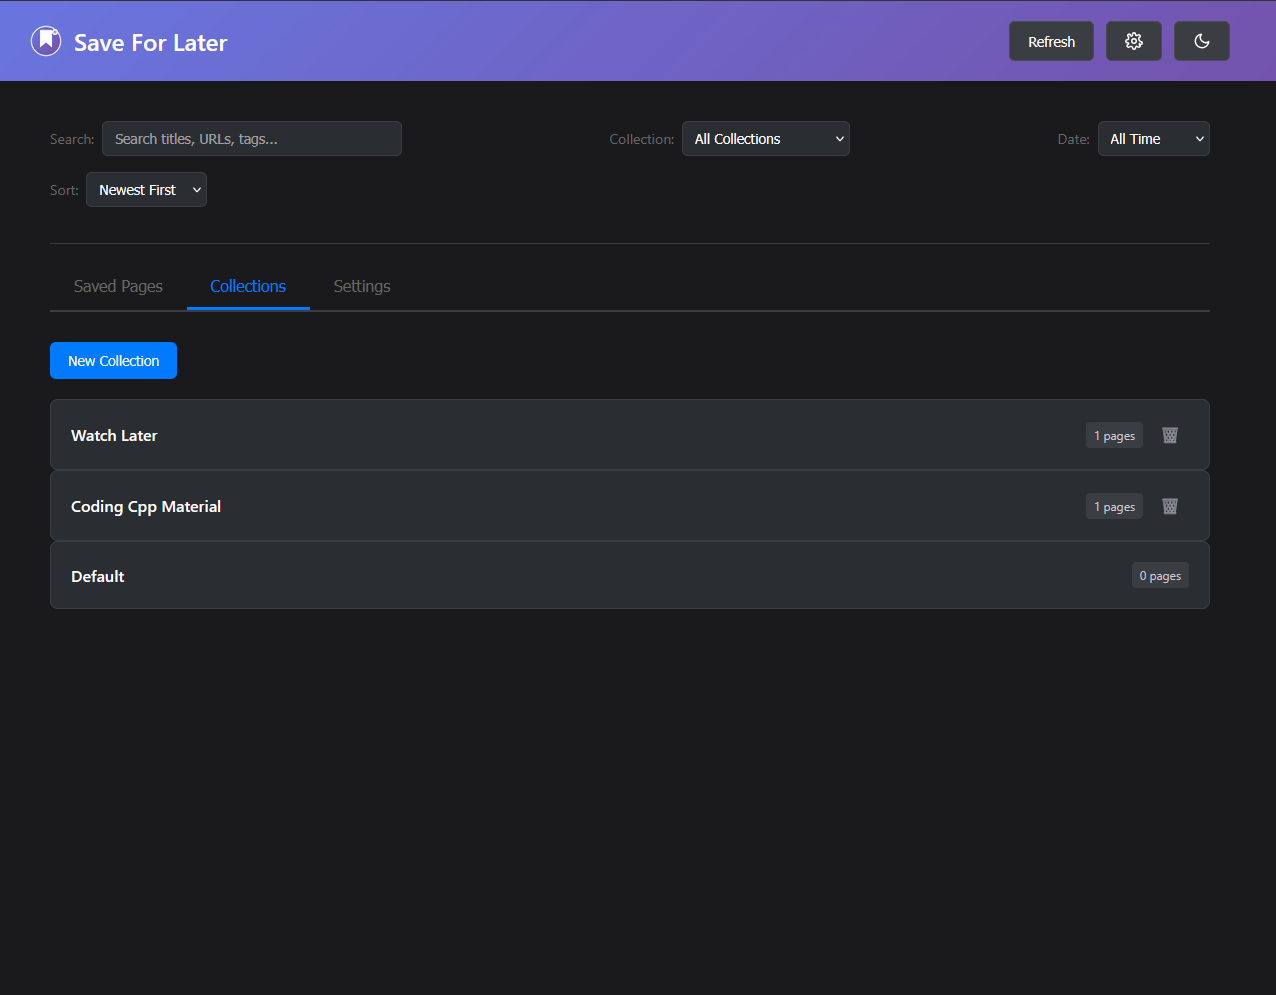 Save For Later
Refresh
Search: Search titles, URLs, tags... Collection: All Collections Date: All Time
Sort: Newest First
Saved Pages Collections Settings
New Collection
Watch Later 1 pages
Coding Cpp Material 1 pages
Default 0 pages